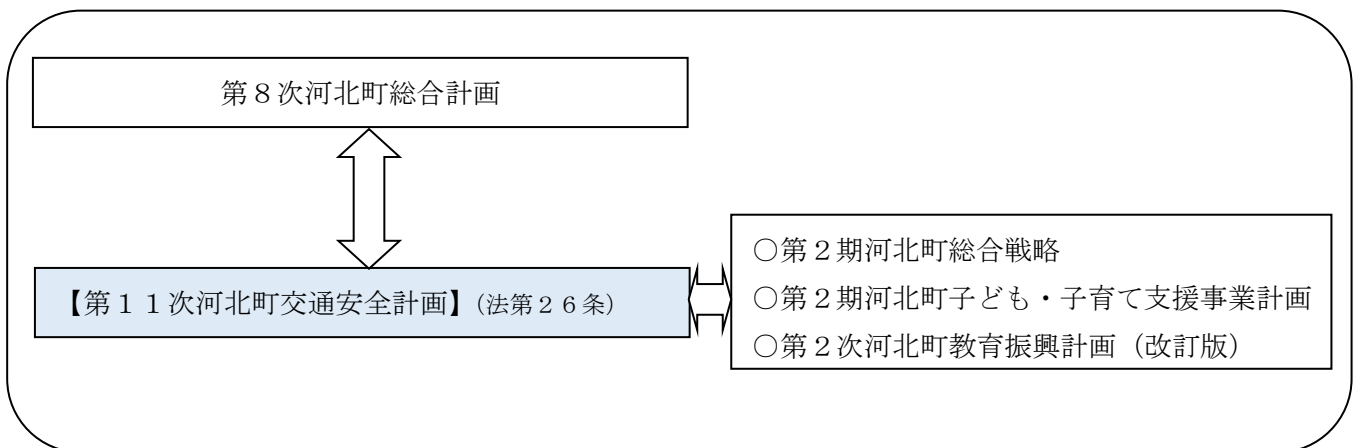 第８次河北町総合計画
【第１１次河北町交通安全計画】（法第２６条）
○第２期河北町総合戦略
○第２期河北町子ども・子育て支援事業計画
○第２次河北町教育振興計画（改訂版）